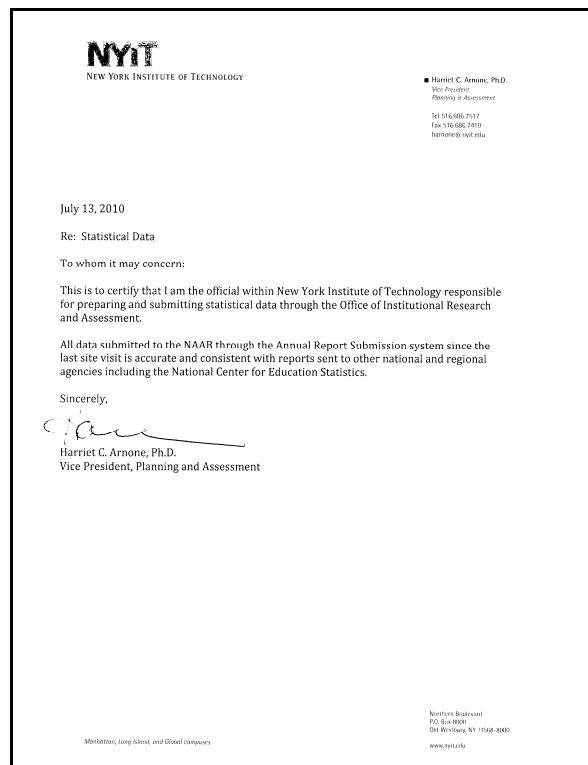 NYiT
NEW YORK INSTITUTE OF TECHNOLOGY
Harriet C. Arnone, Ph.D.
Vice President
Planning & Assessment
Tel 516.686.7517
Fax 516.686.7419
harnone@nyit.edu
July 13, 2010
Re: Statistical Data
To whom it may concern:
This is to certify that I am the official within New York Institute of Technology responsible
for preparing and submitting statistical data through the Office of Institutional Research
and Assessment.
All data submitted to the NAAB through the Annual Report Submission system since the
last site visit is accurate and consistent with reports sent to other national and regional
agencies including the National Center for Education Statistics.
Sincerely,
Harriet C. Arnone, Ph.D.
Vice President, Planning and Assessment
Northern Boulevard
P.O. Box 8000
Old Westbury, NY 11568-8000
www.nyit.edu
Manhattan, Long Island, and Global campuses